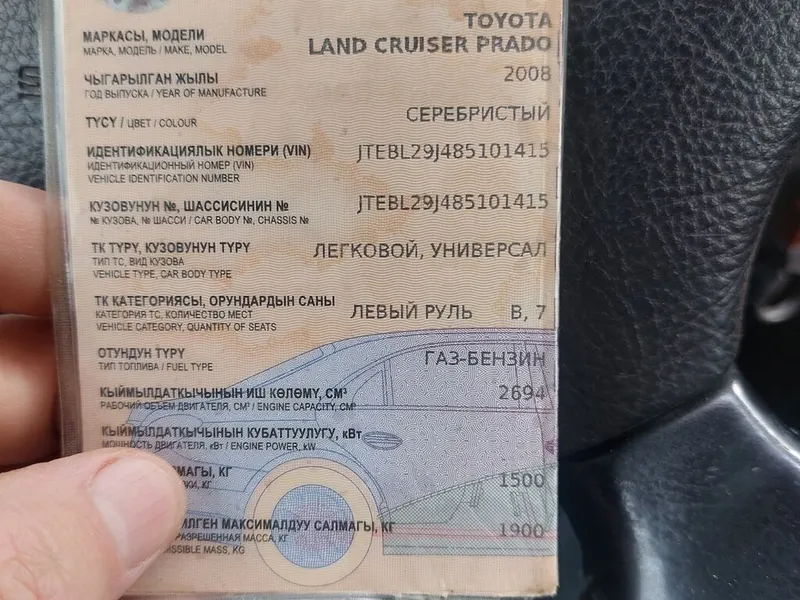 TOYOTA
МАРКАСЫ, МОДЕЛИ
МАРКА, МОДЕЛЬ / MAKE, MODEL
LAND CRUISER PRADO
ЧЫГАРЫЛГАН ЖЫЛЫ
2008
ГОД ВЫПУСКА / YEAR OF MANUFACTURE
ТҮСҮ / ЦВЕТ / COLOUR
СЕРЕБРИСТЫЙ
ИДЕНТИФИКАЦИЯЛЫК НОМЕРИ (VIN)
JTEBL29J485101415
ИДЕНТИФИКАЦИОННЫЙ НОМЕР (VIN)
VEHICLE IDENTIFICATION NUMBER
КУЗОВУНУН №, ШАССИСИНИН №
JTEBL29J485101415
№ КУЗОВА, № ШАССИ / CAR BODY №, CHASSIS №
ТК ТҮРҮ, КУЗОВУНУН ТҮРҮ
ЛЕГКОВОЙ, УНИВЕРСАЛ
ТИП ТС, ВИД КУЗОВА
VEHICLE TYPE, CAR BODY TYPE
ТК КАТЕГОРИЯСЫ, ОРУНДАРДЫН САНЫ
КАТЕГОРИЯ ТС, КОЛИЧЕСТВО МЕСТ
ЛЕВЫЙ РУЛЬ В, 7
VEHICLE CATEGORY, QUANTITY OF SEATS
ОТУНДУН ТҮРҮ
ГАЗ-БЕНЗИН
ТИП ТОПЛИВА / FUEL TYPE
КЫЙМЫЛДАТКЫЧЫНЫН ИШ КӨЛӨМҮ, СМ³
2694
РАБОЧИЙ ОБЪЕМ ДВИГАТЕЛЯ, СМ³ / ENGINE CAPACITY, CM³
КЫЙМЫЛДАТКЫЧЫНЫН КУБАТТУУЛУГУ, кВт
МОЩНОСТЬ ДВИГАТЕЛЯ, кВт / ENGINE POWER, kW
МАГЫ, КГ
1500
КИ, КГ
ИЛГЕН МАКСИМАЛДУУ САЛМАГЫ, КГ
1900
РАЗРЕШЕННАЯ МАССА, КГ
ISSIBLE MASS, KG